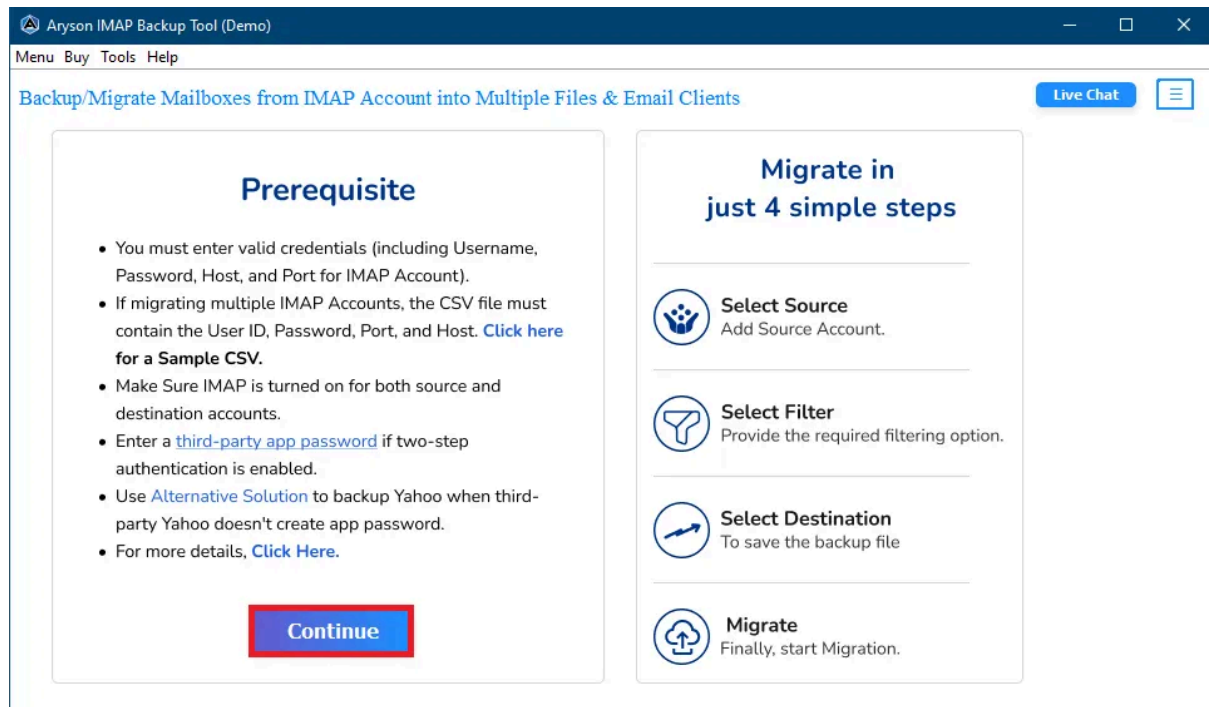 Aryson IMAP Backup Tool (Demo)
Menu Buy Tools Help
Backup/Migrate Mailboxes from IMAP Account into Multiple Files & Email Clients
Live Chat
Prerequisite
• You must enter valid credentials (including Username,
Password, Host, and Port for IMAP Account).
• If migrating multiple IMAP Accounts, the CSV file must
contain the User ID, Password, Port, and Host. Click here
for a Sample CSV.
• Make Sure IMAP is turned on for both source and
destination accounts.
• Enter a third-party app password if two-step
authentication is enabled.
• Use Alternative Solution to backup Yahoo when third-
party Yahoo doesn't create app password.
• For more details, Click Here.
Continue
Migrate in
just 4 simple steps
Select Source
Add Source Account.
Select Filter
Provide the required filtering option.
Select Destination
To save the backup file
Migrate
Finally, start Migration.